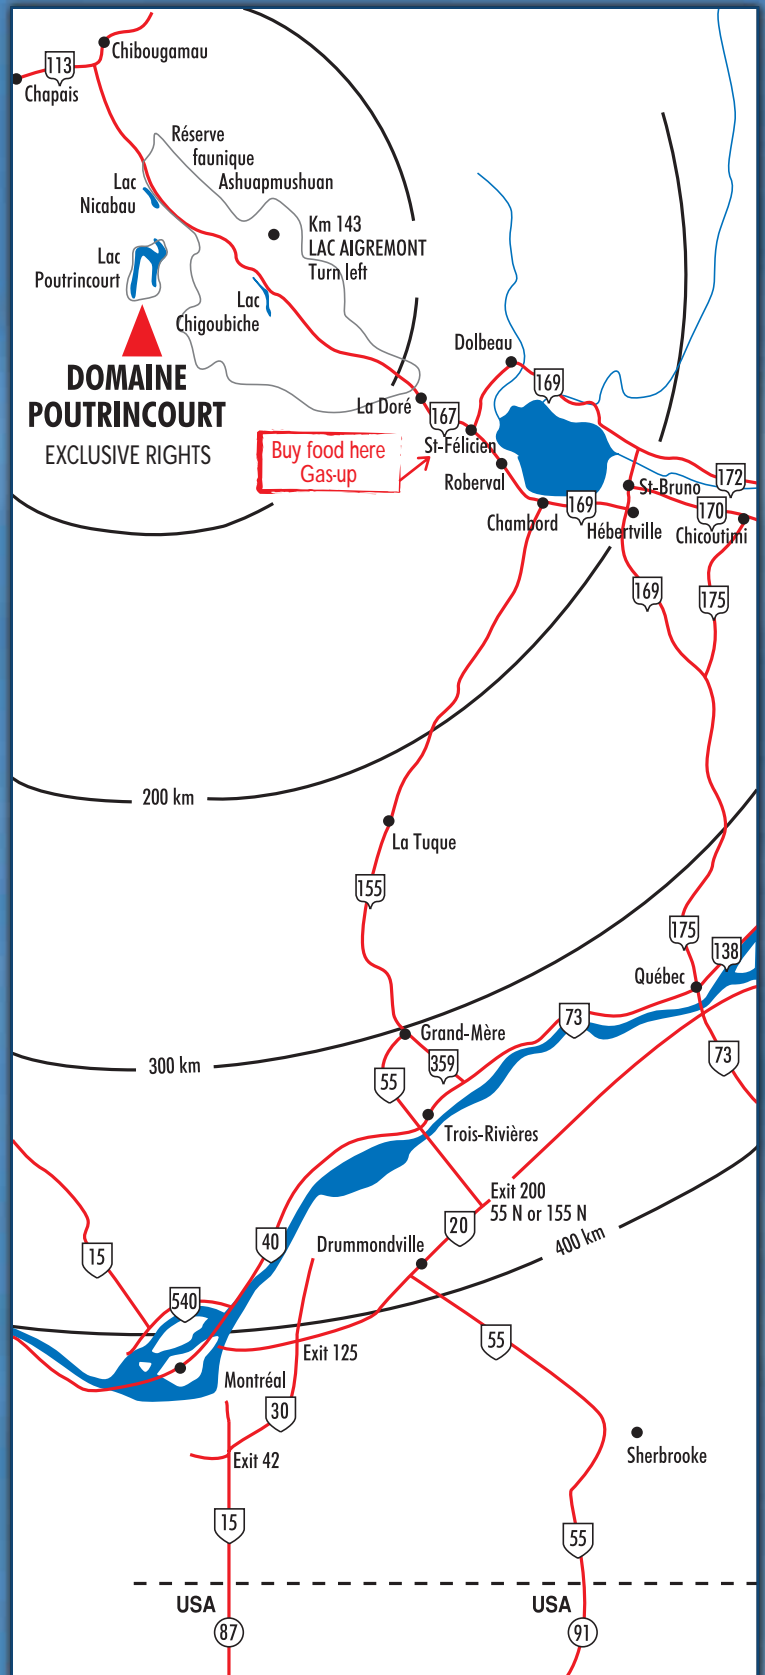 Chibougamau
113
Chapais
Réserve
faunique
Ashuapmushuan
Lac
Nicabau
Km 143
LAC AIGREMONT
Turn left
Lac
Poutrincourt
Lac
Chigoubiche
DOMAINE
POUTRINCOURT
EXCLUSIVE RIGHTS
Dolbeau
169
La Doré
167
St-Félicien
Buy food here
Gas-up
Roberval
172
St-Bruno
170
169
Chambord
Hébertville
Chicoutimi
169
175
200 km
La Tuque
155
175
138
Québec
73
Grand-Mère
73
300 km
359
55
Trois-Rivières
Exit 200
55 N or 155 N
20
400 km
40
Drummondville
15
540
55
Exit 125
Montréal
30
Sherbrooke
Exit 42
15
55
USA
USA
87
91